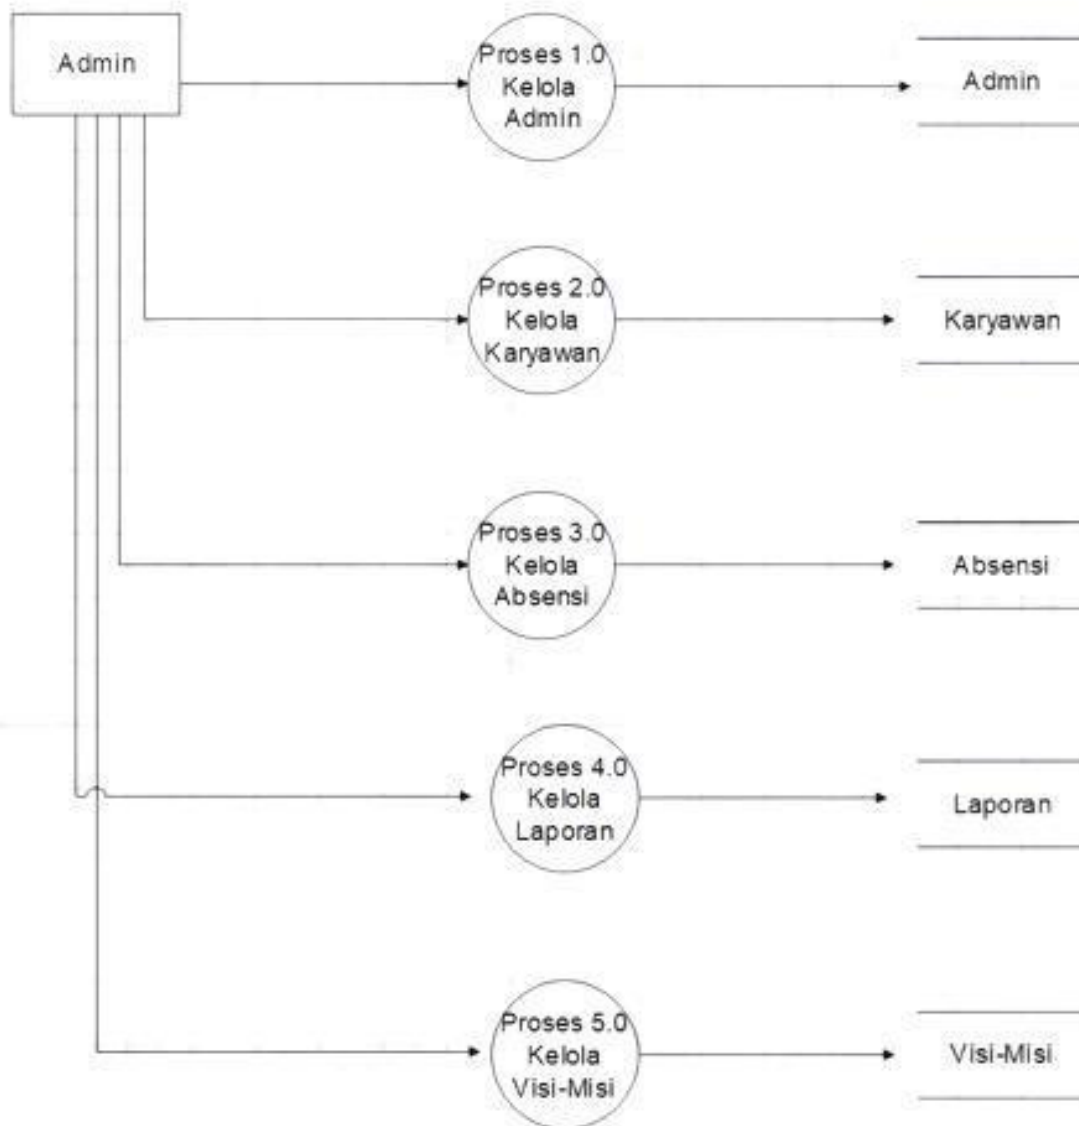 Admin
Proses 1.0
Kelola
Admin
Admin
Proses 2.0
Kelola
Karyawan
Karyawan
Proses 3.0
Kelola
Absensi
Absensi
Proses 4.0
Kelola
Laporan
Laporan
Proses 5.0
Kelola
Visi-Misi
Visi-Misi